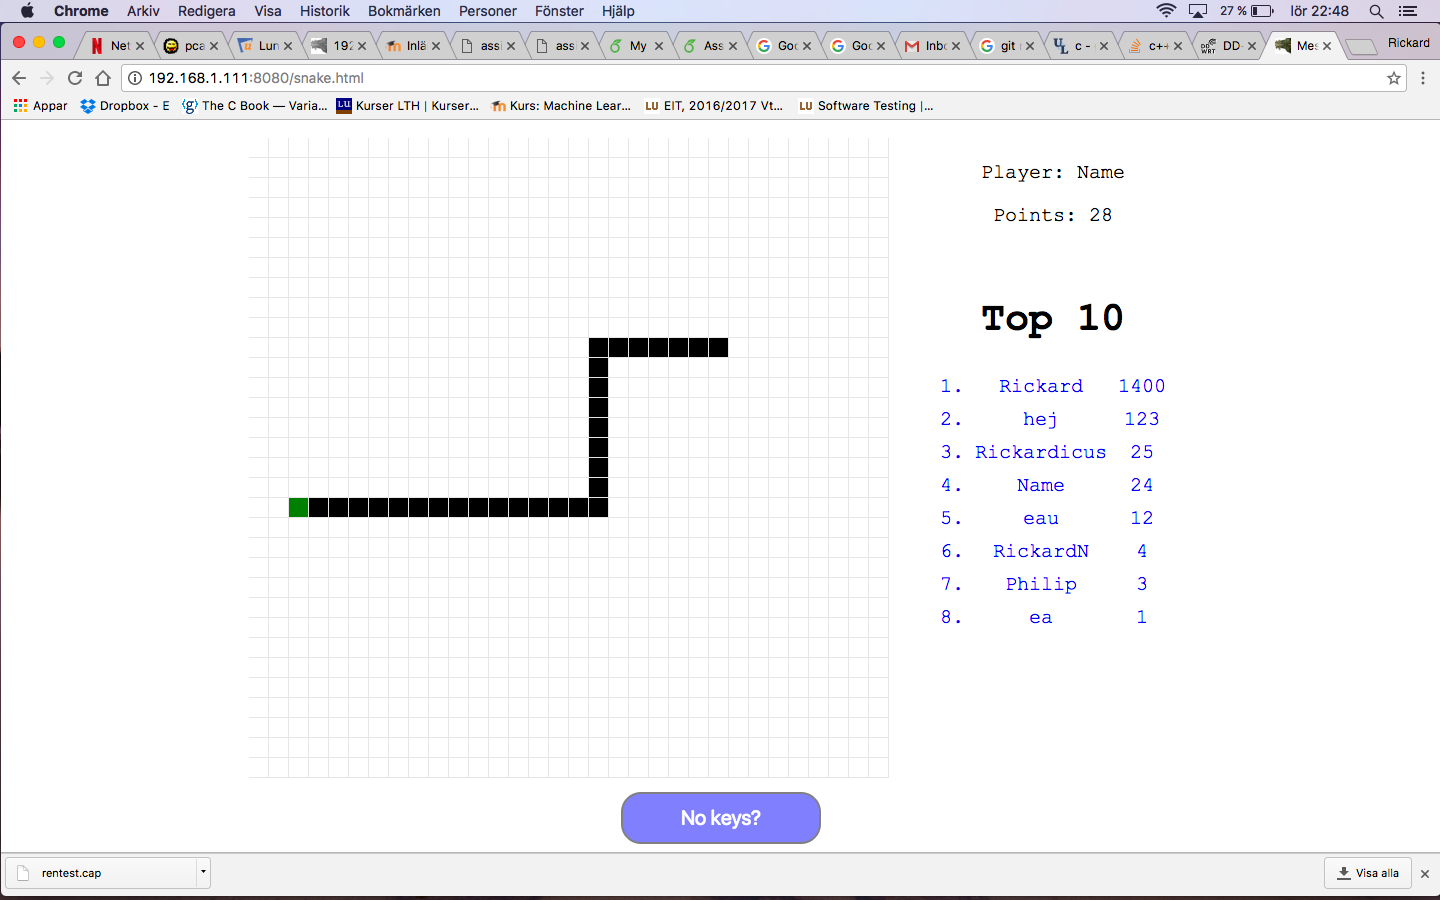 Chrome Arkiv Redigera Visa Historik Bokmärken Personer Fönster Hjälp 27 % lör 22:48
Net pca Lur 192 Inlä assi ass My Ass Goo Goo Inbo git c - c++ DD- Mes Rickard
192.168.1.111:8080/snake.html
Appar Dropbox - E The C Book — Varia... Kurser LTH | Kurser... Kurs: Machine Lear... EIT, 2016/2017 Vt... Software Testing |...
Player: Name
Points: 28
Top 10
1. Rickard 1400
2. hej 123
3. Rickardicus 25
4. Name 24
5. eau 12
6. RickardN 4
7. Philip 3
8. ea 1
No keys?
rentest.cap Visa alla